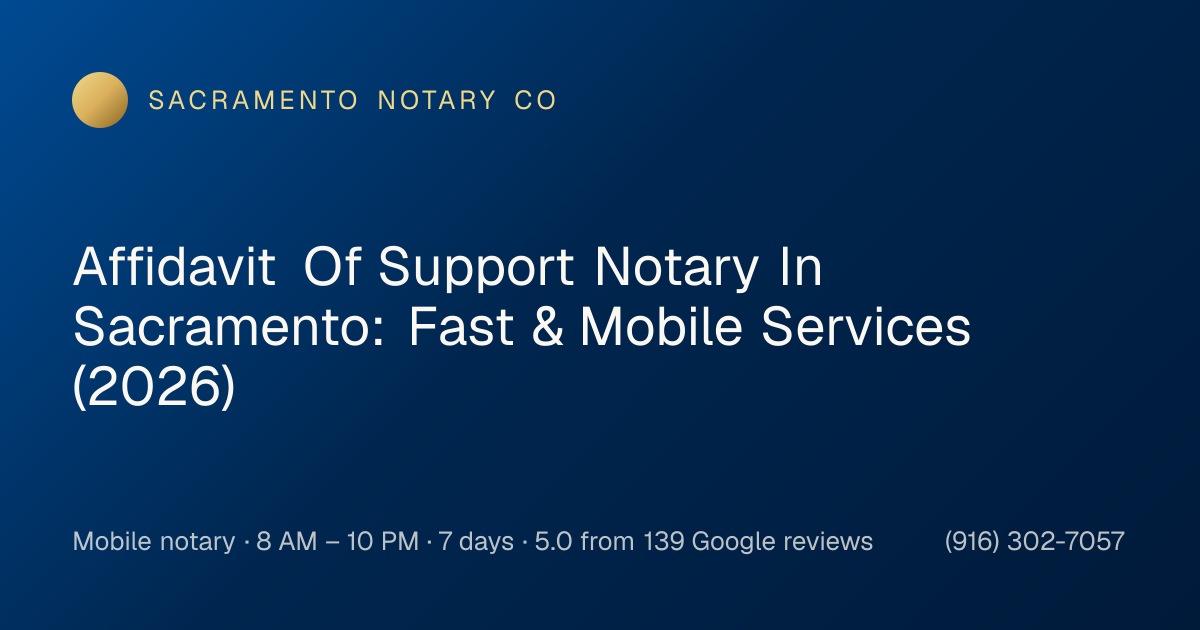 SACRAMENTO NOTARY CO
Affidavit Of Support Notary In
Sacramento: Fast & Mobile Services
(2026)
Mobile notary · 8 AM – 10 PM · 7 days · 5.0 from 139 Google reviews
(916) 302-7057